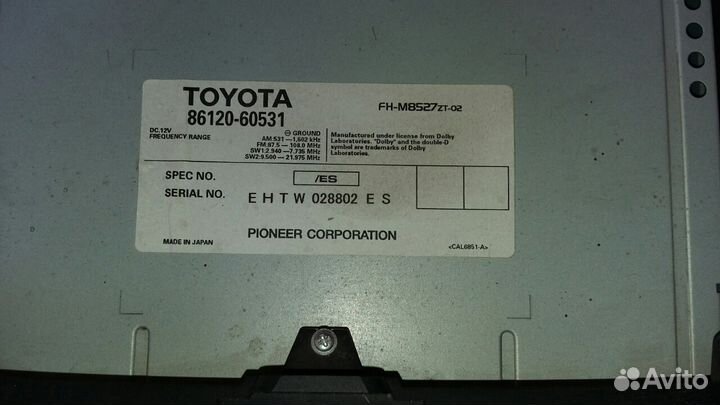 TOYOTA
86120-60531
FH-M8527ZT-02
DC.12V
FREQUENCY RANGE
⊖ GROUND
AM:531 — 1,602 kHz
FM:87.5 — 108.0 MHz
SW1:2.940 — 7.735 MHz
SW2:9.500 — 21.975 MHz
Manufactured under license from Dolby
Laboratories. "Dolby" and the double-D
symbol are trademarks of Dolby
Laboratories.
SPEC NO. /ES
SERIAL NO. EHTW 028802 ES
MADE IN JAPAN
PIONEER CORPORATION
<CAL6851-A>
Avito